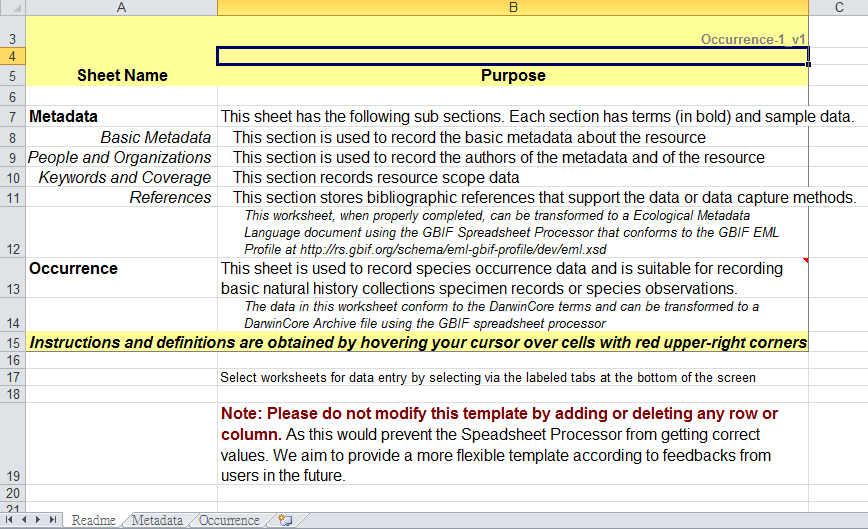 A B C
3 Occurrence-1_v1
4
5 Sheet Name Purpose
6
7 Metadata This sheet has the following sub sections. Each section has terms (in bold) and sample data.
8 Basic Metadata This section is used to record the basic metadata about the resource
9 People and Organizations This section is used to record the authors of the metadata and of the resource
10 Keywords and Coverage This section records resource scope data
11 References This section stores bibliographic references that support the data or data capture methods.
This worksheet, when properly completed, can be transformed to a Ecological Metadata
Language document using the GBIF Spreadsheet Processor that conforms to the GBIF EML
12 Profile at http://rs.gbif.org/schema/eml-gbif-profile/dev/eml.xsd
Occurrence This sheet is used to record species occurrence data and is suitable for recording
13 basic natural history collections specimen records or species observations.
The data in this worksheet conform to the DarwinCore terms and can be transformed to a
14 DarwinCore Archive file using the GBIF spreadsheet processor
15 Instructions and definitions are obtained by hovering your cursor over cells with red upper-right corners
16
17 Select worksheets for data entry by selecting via the labeled tabs at the bottom of the screen
18
Note: Please do not modify this template by adding or deleting any row or
column. As this would prevent the Speadsheet Processor from getting correct
values. We aim to provide a more flexible template according to feedbacks from
19 users in the future.
20
21
Readme Metadata Occurrence